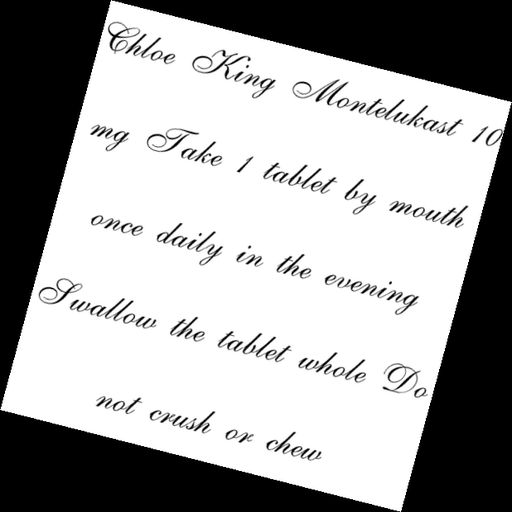 Chloe King Montelukast 10
mg Take 1 tablet by mouth
once daily in the evening
Swallow the tablet whole Do
not crush or chew